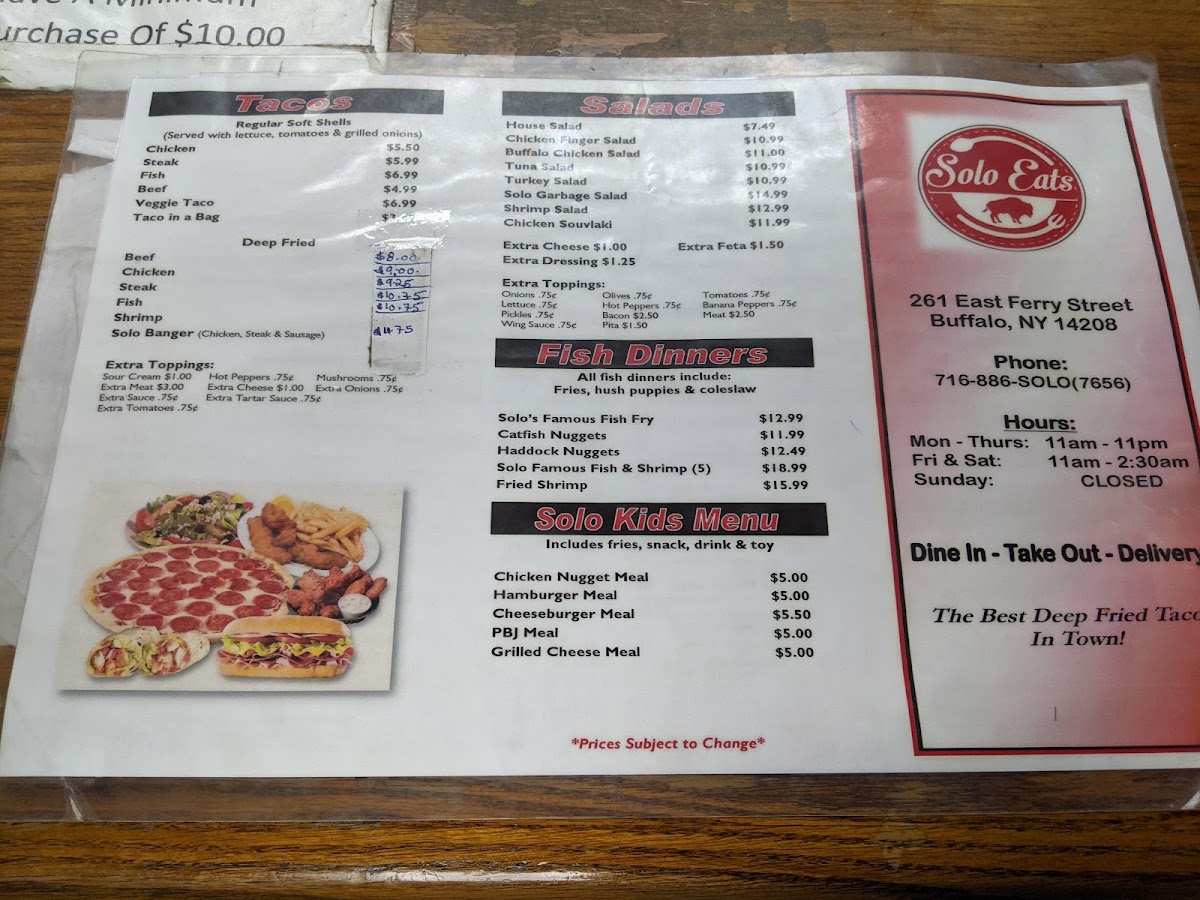 ave A Minimum
urchase Of $10.00
Tacos
Regular Soft Shells
(Served with lettuce, tomatoes & grilled onions)
Chicken $5.50
Steak $5.99
Fish $6.99
Beef $4.99
Veggie Taco $6.99
Taco in a Bag
Deep Fried
Beef $8.00
Chicken $9.00
Steak $9.25
Fish $10.75
Shrimp $10.75
Solo Banger (Chicken, Steak & Sausage) $11.75
Extra Toppings:
Sour Cream $1.00 Hot Peppers .75¢ Mushrooms .75¢
Extra Meat $3.00 Extra Cheese $1.00 Extra Onions .75¢
Extra Sauce .75¢ Extra Tartar Sauce .75¢
Extra Tomatoes .75¢
Salads
House Salad $7.49
Chicken Finger Salad $10.99
Buffalo Chicken Salad $11.00
Tuna Salad $10.99
Turkey Salad $10.99
Solo Garbage Salad $14.99
Shrimp Salad $12.99
Chicken Souvlaki $11.99
Extra Cheese $1.00 Extra Feta $1.50
Extra Dressing $1.25
Extra Toppings:
Onions .75¢ Olives .75¢ Tomatoes .75¢
Lettuce .75¢ Hot Peppers .75¢ Banana Peppers .75¢
Pickles .75¢ Bacon $2.50 Meat $2.50
Wing Sauce .75¢ Pita $1.50
Fish Dinners
All fish dinners include:
Fries, hush puppies & coleslaw
Solo's Famous Fish Fry $12.99
Catfish Nuggets $11.99
Haddock Nuggets $12.49
Solo Famous Fish & Shrimp (5) $18.99
Fried Shrimp $15.99
Solo Kids Menu
Includes fries, snack, drink & toy
Chicken Nugget Meal $5.00
Hamburger Meal $5.00
Cheeseburger Meal $5.50
PBJ Meal $5.00
Grilled Cheese Meal $5.00
*Prices Subject to Change*
Solo Eats
261 East Ferry Street
Buffalo, NY 14208
Phone:
716-886-SOLO(7656)
Hours:
Mon - Thurs: 11am - 11pm
Fri & Sat: 11am - 2:30am
Sunday: CLOSED
Dine In - Take Out - Delivery
The Best Deep Fried Taco
In Town!